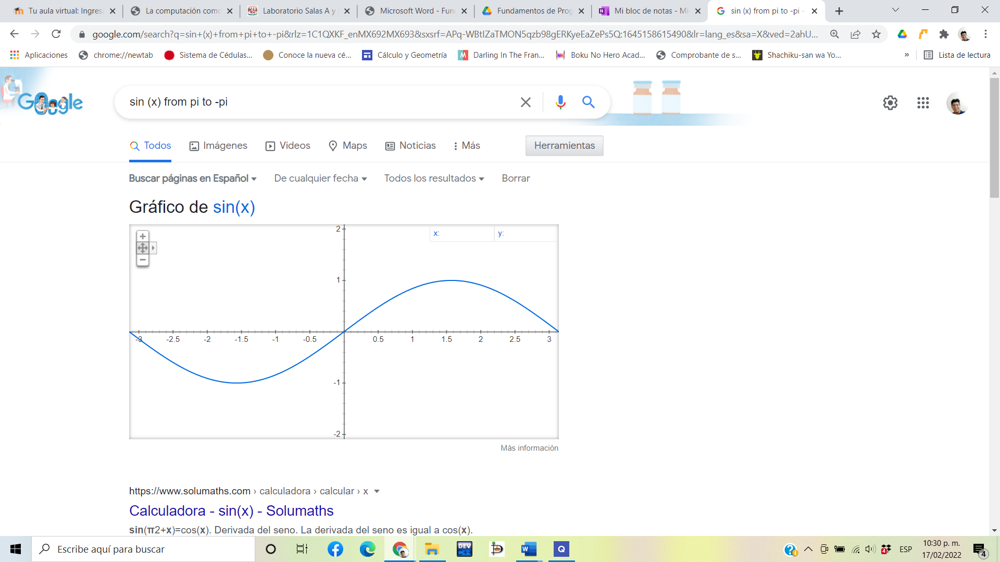 Tu aula virtual: Ingresa
La computación como
Laboratorio Salas A y
Microsoft Word - Fun
Fundamentos de Prog
Mi bloc de notas - Mi
sin (x) from pi to -pi -
google.com/search?q=sin+(x)+from+pi+to+-pi&rlz=1C1QXKF_enMX692MX693&sxsrf=APq-WBtIZaTMON5qzb98gERKyeEaZePs5Q:1645158615490&lr=lang_es&sa=X&ved=2ahU...
Aplicaciones
chrome://newtab
Sistema de Cédulas...
Conoce la nueva cé...
Cálculo y Geometría
Darling In The Fran...
Boku No Hero Acad...
Comprobante de s...
Shachiku-san wa Yo...
»
Lista de lectura
Google
sin (x) from pi to -pi
Todos
Imágenes
Videos
Maps
Noticias
Más
Herramientas
Buscar páginas en Español
De cualquier fecha
Todos los resultados
Borrar
Gráfico de sin(x)
x:
y:
2
1
-3 -2.5 -2 -1.5 -1 -0.5 0.5 1 1.5 2 2.5 3
-1
-2
Más información
https://www.solumaths.com › calculadora › calcular › x
Calculadora - sin(x) - Solumaths
sin(π2+x)=cos(x). Derivada del seno. La derivada del seno es igual a cos(x).
Escribe aquí para buscar
DEV
C++
W
Q
4
ESP
10:30 p. m.
17/02/2022
4